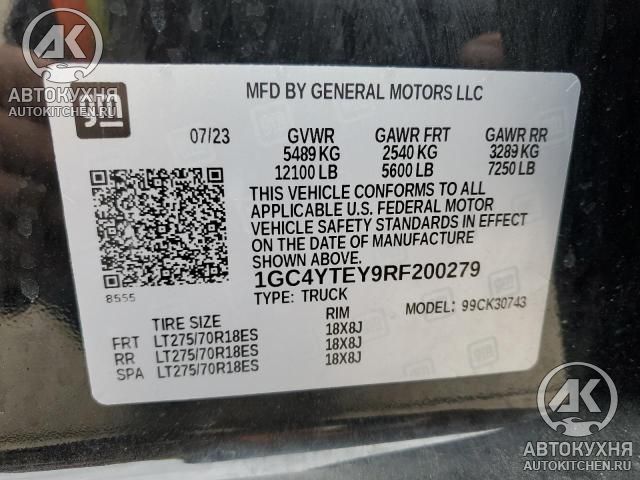 АВТОКУХНЯ
AUTOKITCHEN.RU
gm
MFD BY GENERAL MOTORS LLC
07/23 GVWR GAWR FRT GAWR RR
5489 KG 2540 KG 3289 KG
12100 LB 5600 LB 7250 LB
THIS VEHICLE CONFORMS TO ALL
APPLICABLE U.S. FEDERAL MOTOR
VEHICLE SAFETY STANDARDS IN EFFECT
ON THE DATE OF MANUFACTURE
SHOWN ABOVE.
8555
1GC4YTEY9RF200279
TYPE: TRUCK MODEL: 99CK30743
TIRE SIZE RIM
FRT LT275/70R18ES 18X8J
RR LT275/70R18ES 18X8J
SPA LT275/70R18ES 18X8J
АВТОКУХНЯ
AUTOKITCHEN.RU